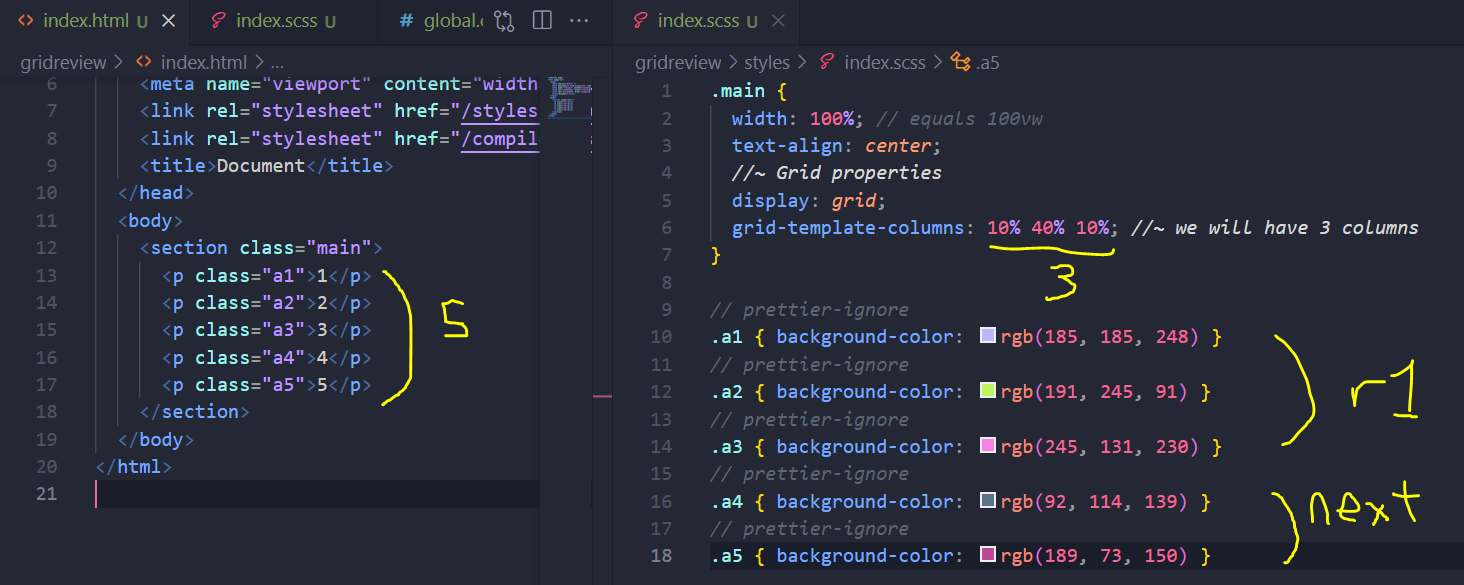 index.html U
index.scss U
# global.c
gridreview > index.html > ...
6 <meta name="viewport" content="width
7 <link rel="stylesheet" href="/styles
8 <link rel="stylesheet" href="/compil
9 <title>Document</title>
10 </head>
11 <body>
12 <section class="main">
13 <p class="a1">1</p>
14 <p class="a2">2</p>
15 <p class="a3">3</p>
16 <p class="a4">4</p>
17 <p class="a5">5</p>
18 </section>
19 </body>
20 </html>
21
5
index.scss U
gridreview > styles > index.scss > .a5
1 .main {
2 width: 100%; // equals 100vw
3 text-align: center;
4 //~ Grid properties
5 display: grid;
6 grid-template-columns: 10% 40% 10%; //~ we will have 3 columns
7 }
3
8
9 // prettier-ignore
10 .a1 { background-color: rgb(185, 185, 248) }
11 // prettier-ignore
12 .a2 { background-color: rgb(191, 245, 91) }
13 // prettier-ignore
14 .a3 { background-color: rgb(245, 131, 230) }
r1
15 // prettier-ignore
16 .a4 { background-color: rgb(92, 114, 139) }
17 // prettier-ignore
18 .a5 { background-color: rgb(189, 73, 150) }
next